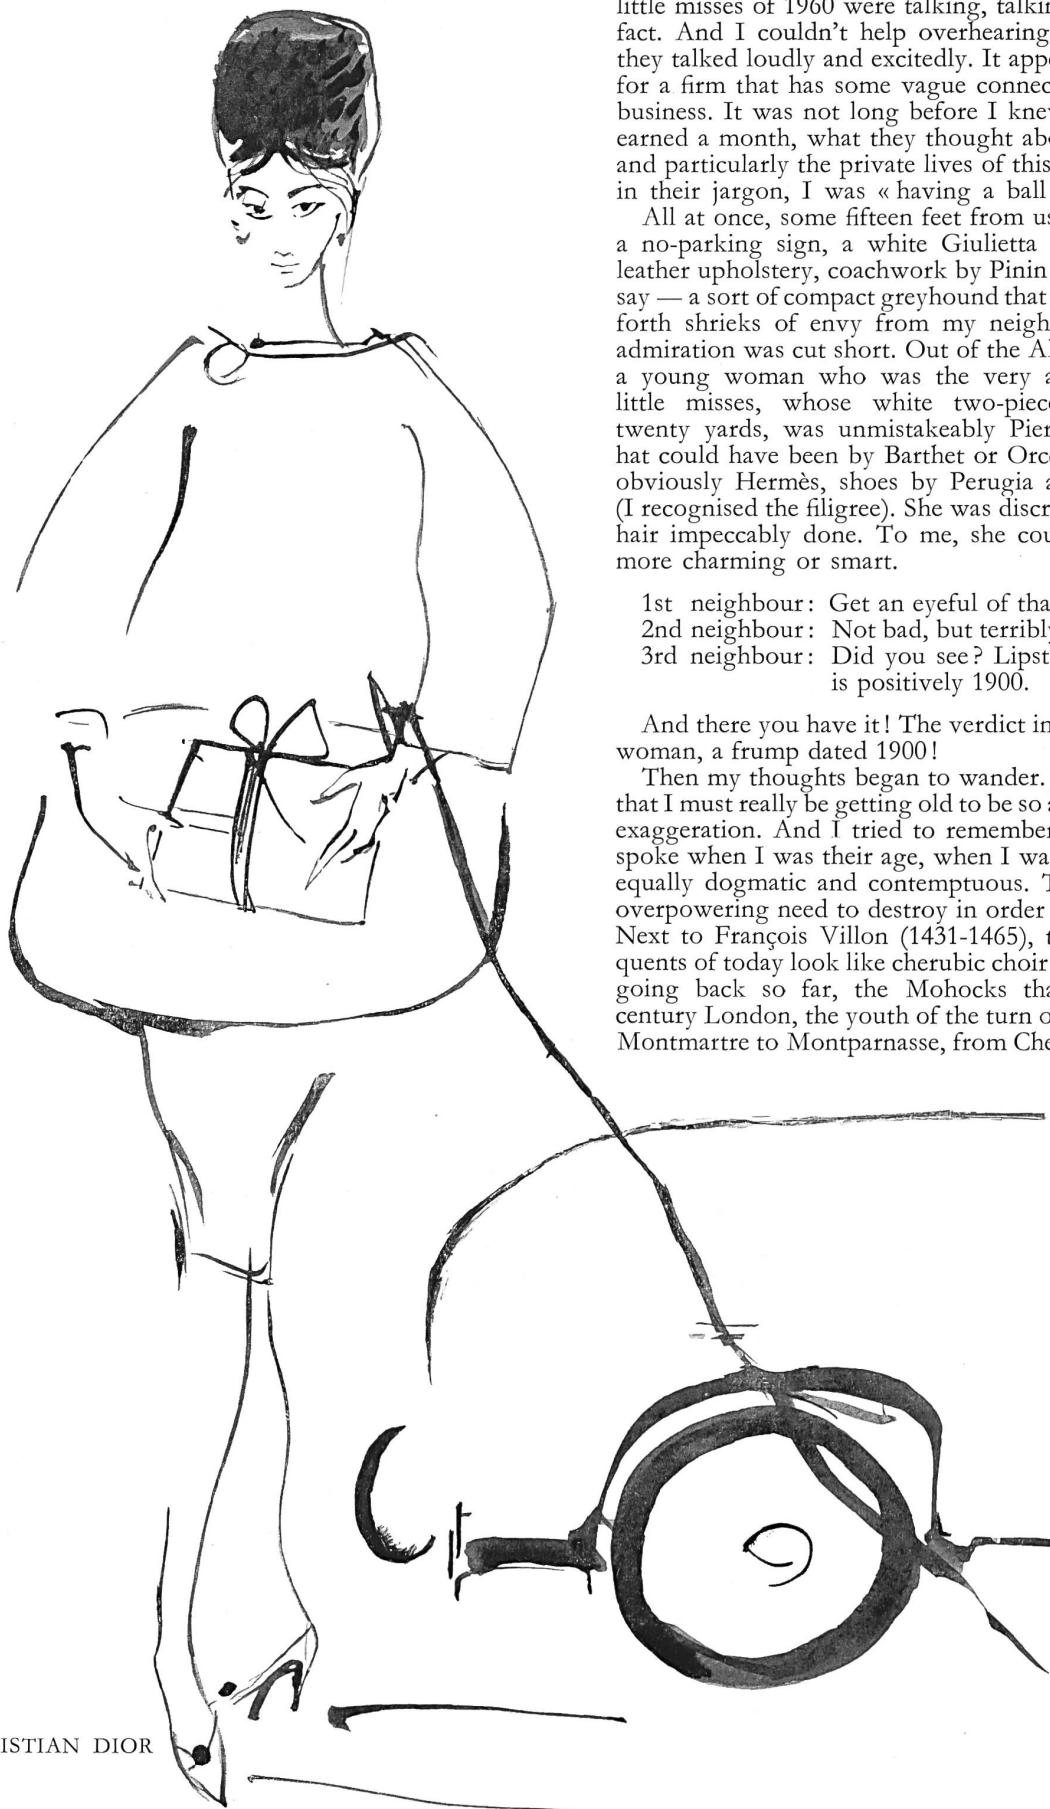 little misses of 1960 were talking, talkin
fact. And I couldn't help overhearing
they talked loudly and excitedly. It app
for a firm that has some vague connec
business. It was not long before I knew
earned a month, what they thought ab
and particularly the private lives of this
in their jargon, I was « having a ball
All at once, some fifteen feet from us
a no-parking sign, a white Giulietta
leather upholstery, coachwork by Pinin
say — a sort of compact greyhound that
forth shrieks of envy from my neigh
admiration was cut short. Out of the Al
a young woman who was the very a
little misses, whose white two-piece
twenty yards, was unmistakeably Pier
hat could have been by Barthet or Orc
obviously Hermès, shoes by Perugia a
(I recognised the filigree). She was discr
hair impeccably done. To me, she cou
more charming or smart.
1st neighbour: Get an eyeful of tha
2nd neighbour: Not bad, but terribly
3rd neighbour: Did you see? Lipst
is positively 1900.
And there you have it! The verdict in
woman, a frump dated 1900!
Then my thoughts began to wander.
that I must really be getting old to be so a
exaggeration. And I tried to remember
spoke when I was their age, when I wa
equally dogmatic and contemptuous. T
overpowering need to destroy in order
Next to François Villon (1431-1465), t
quents of today look like cherubic choir
going back so far, the Mohocks tha
century London, the youth of the turn o
Montmartre to Montparnasse, from Che
ISTIAN DIOR